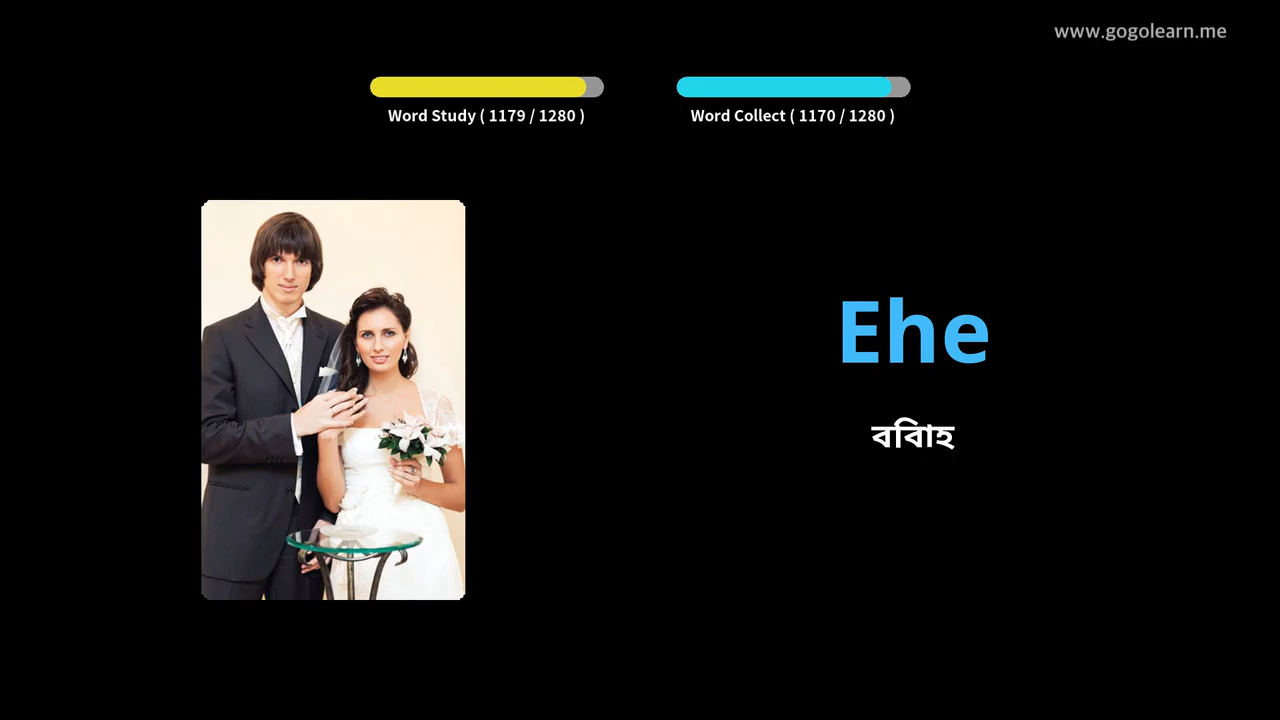 www.gogolearn.me
Word Study ( 1179 / 1280 )
Word Collect ( 1170 / 1280 )
Ehe
ববিাহ